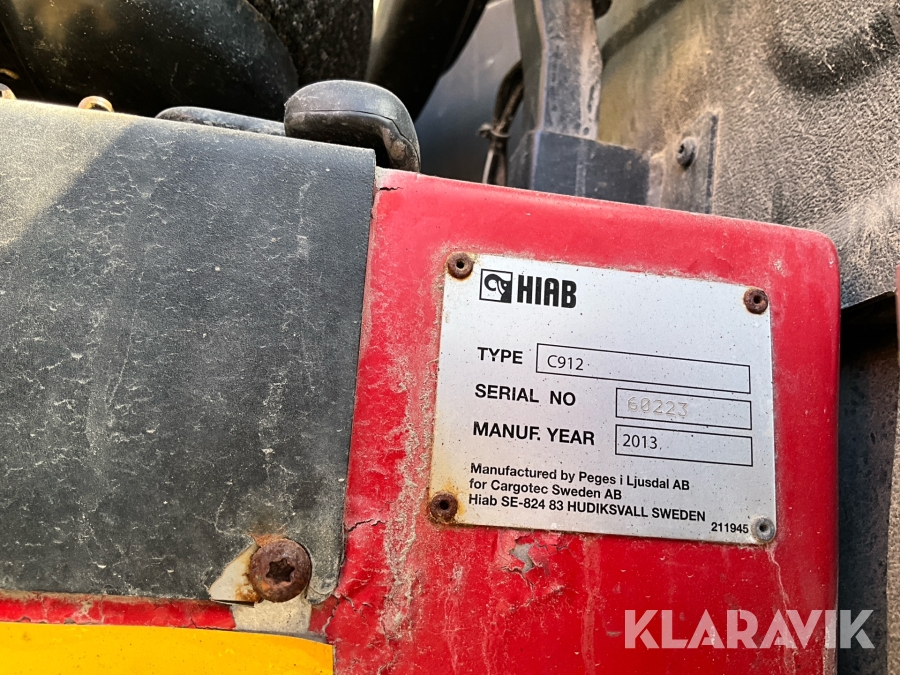 HIAB
TYPE C912
SERIAL NO 60223
MANUF. YEAR 2013
Manufactured by Peges i Ljusdal AB
for Cargotec Sweden AB
Hiab SE-824 83 HUDIKSVALL SWEDEN
211945
KLARAVIK